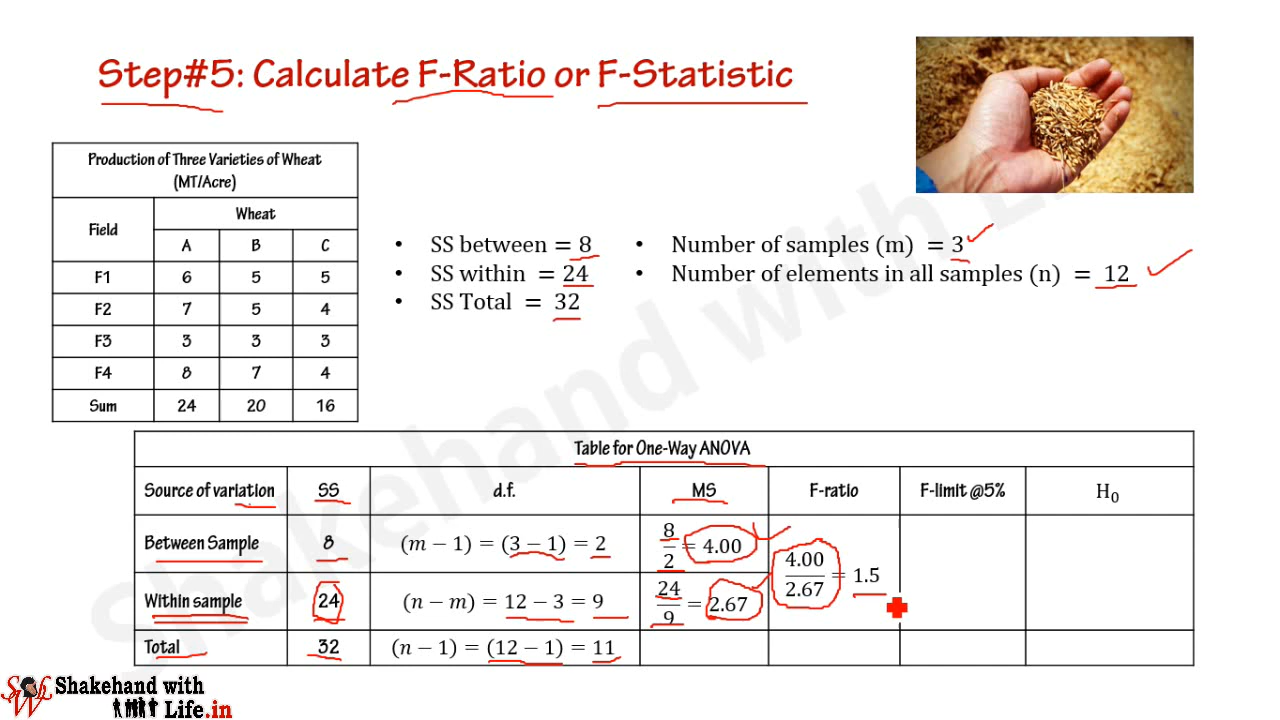 Step#5: Calculate F-Ratio or F-Statistic
Production of Three Varieties of Wheat
(MT/Acre)
Field
Wheat
A B C
F1 6 5 5
F2 7 5 4
F3 3 3 3
F4 8 7 4
Sum 24 20 16
• SS between = 8
• SS within = 24
• SS Total = 32
• Number of samples (m) = 3
• Number of elements in all samples (n) = 12
Table for One-Way ANOVA
Source of variation SS d.f. MS F-ratio F-limit @5% H₀
Between Sample 8 (m − 1) = (3 − 1) = 2 8/2 = 4.00
4.00/2.67 = 1.5
Within sample 24 (n − m) = 12 − 3 = 9 24/9 = 2.67
Total 32 (n − 1) = (12 − 1) = 11
Shakehand with Life
Shakehand with
Life.in